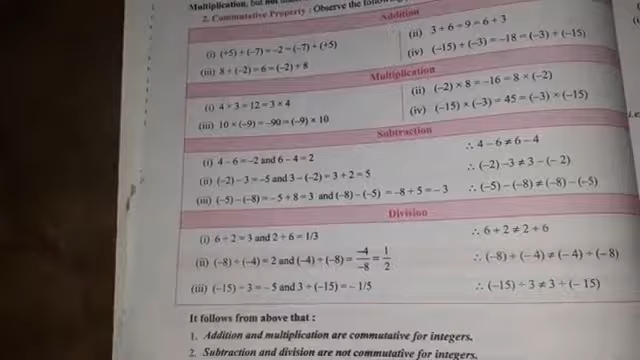 Multiplication, but not
2. Commutative Property : Observe the following
Addition
(i) (+5) + (−7) = −2 = (−7) + (+5)
(ii) 3 + 6 = 9 = 6 + 3
(iii) 8 + (−2) = 6 = (−2) + 8
(iv) (−15) + (−3) = −18 = (−3) + (−15)
Multiplication
(i) 4 × 3 = 12 = 3 × 4
(ii) (−2) × 8 = −16 = 8 × (−2)
(iii) 10 × (−9) = −90 = (−9) × 10
(iv) (−15) × (−3) = 45 = (−3) × (−15)
Subtraction
(i) 4 − 6 = −2 and 6 − 4 = 2 ∴ 4 − 6 ≠ 6 − 4
(ii) (−2) − 3 = −5 and 3 − (−2) = 3 + 2 = 5 ∴ (−2) −3 ≠ 3 − (− 2)
(iii) (−5) − (−8) = − 5 + 8 = 3 and (−8) − (−5) = −8 + 5 = − 3 ∴ (−5) − (−8) ≠ (−8) − (−5)
Division
(i) 6 ÷ 2 = 3 and 2 ÷ 6 = 1/3 ∴ 6 ÷ 2 ≠ 2 ÷ 6
(ii) (−8) ÷ (−4) = 2 and (−4) ÷ (−8) = −4/−8 = 1/2 ∴ (−8) ÷ (− 4) ≠ (− 4) ÷ (− 8)
(iii) (−15) ÷ 3 = − 5 and 3 ÷ (−15) = − 1/5 ∴ (−15) ÷ 3 ≠ 3 ÷ (− 15)
It follows from above that :
1. Addition and multiplication are commutative for integers.
2. Subtraction and division are not commutative for integers.
i.e